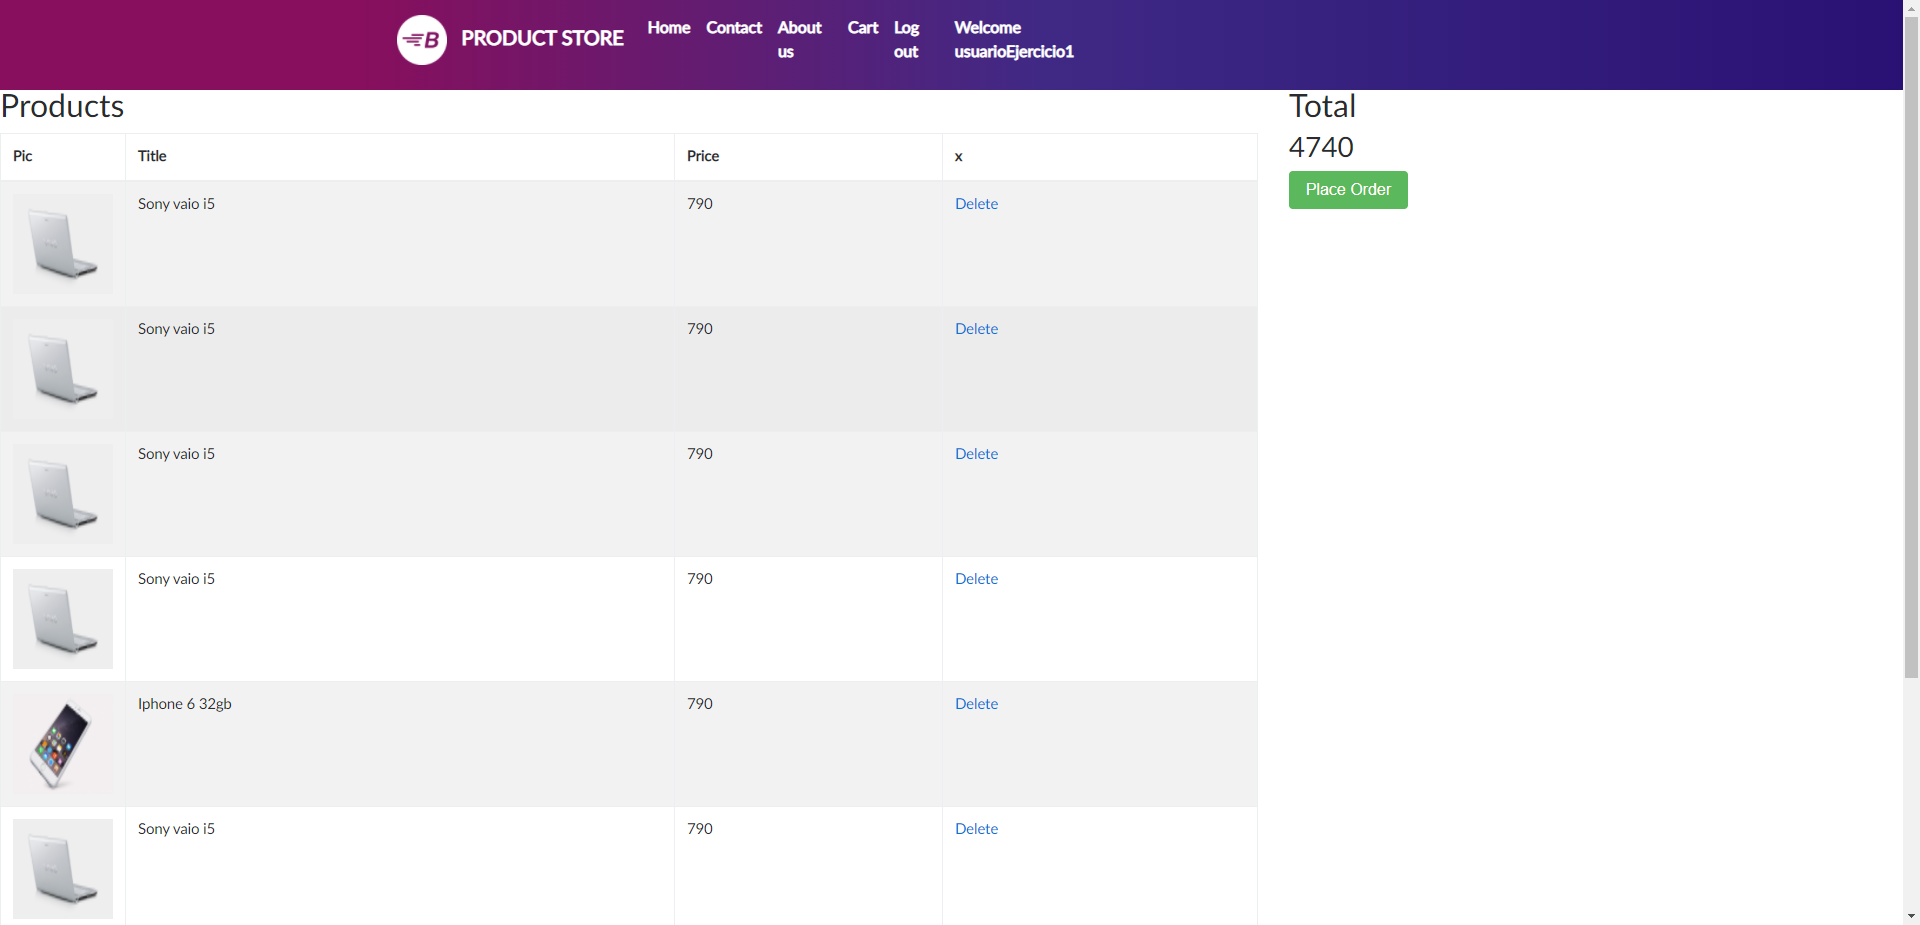 B PRODUCT STORE
Home
Contact
About
us
Cart
Log
out
Welcome
usuarioEjercicio1
Products
Pic Title Price x
Sony vaio i5 790 Delete
Sony vaio i5 790 Delete
Sony vaio i5 790 Delete
Sony vaio i5 790 Delete
Iphone 6 32gb 790 Delete
Sony vaio i5 790 Delete
Total
4740
Place Order